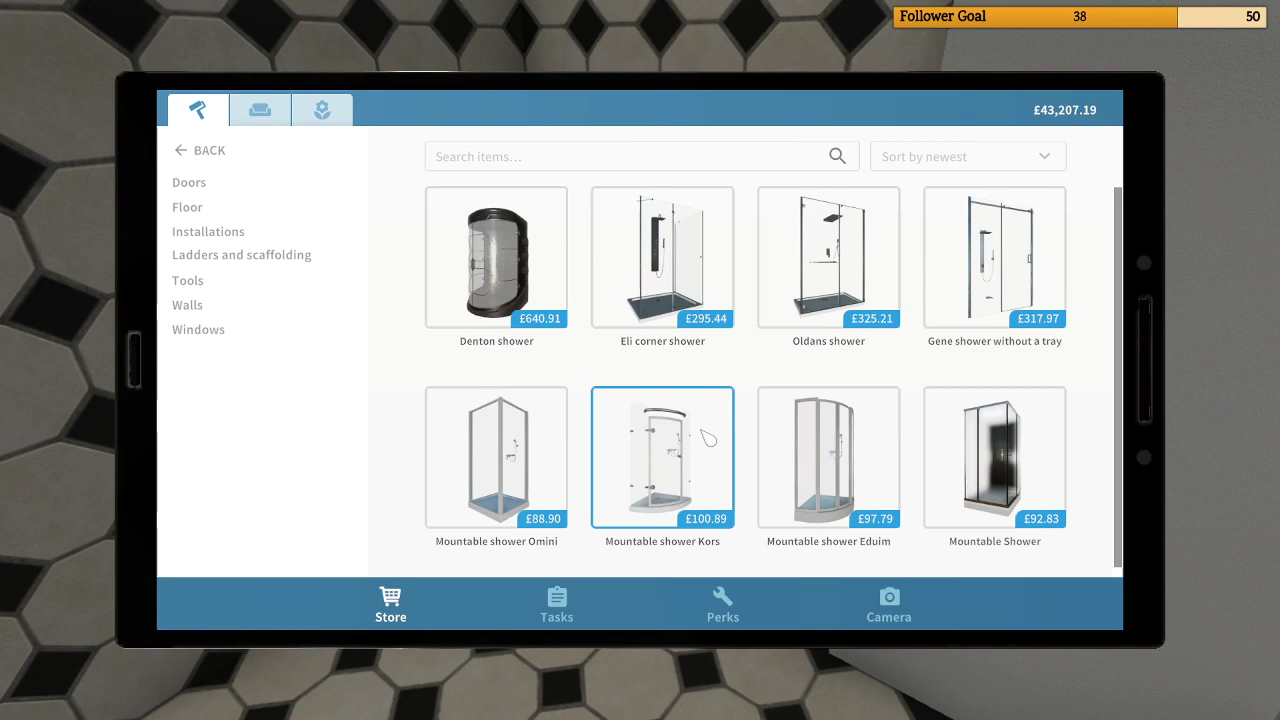 Follower Goal 38 50
£43,207.19
BACK
Search items...
Sort by newest
Doors
Floor
Installations
Ladders and scaffolding
Tools
Walls
Windows
£640.91
£295.44
£325.21
£317.97
Denton shower
Eli corner shower
Oldans shower
Gene shower without a tray
£88.90
£100.89
£97.79
£92.83
Mountable shower Omini
Mountable shower Kors
Mountable shower Eduim
Mountable Shower
Store
Tasks
Perks
Camera